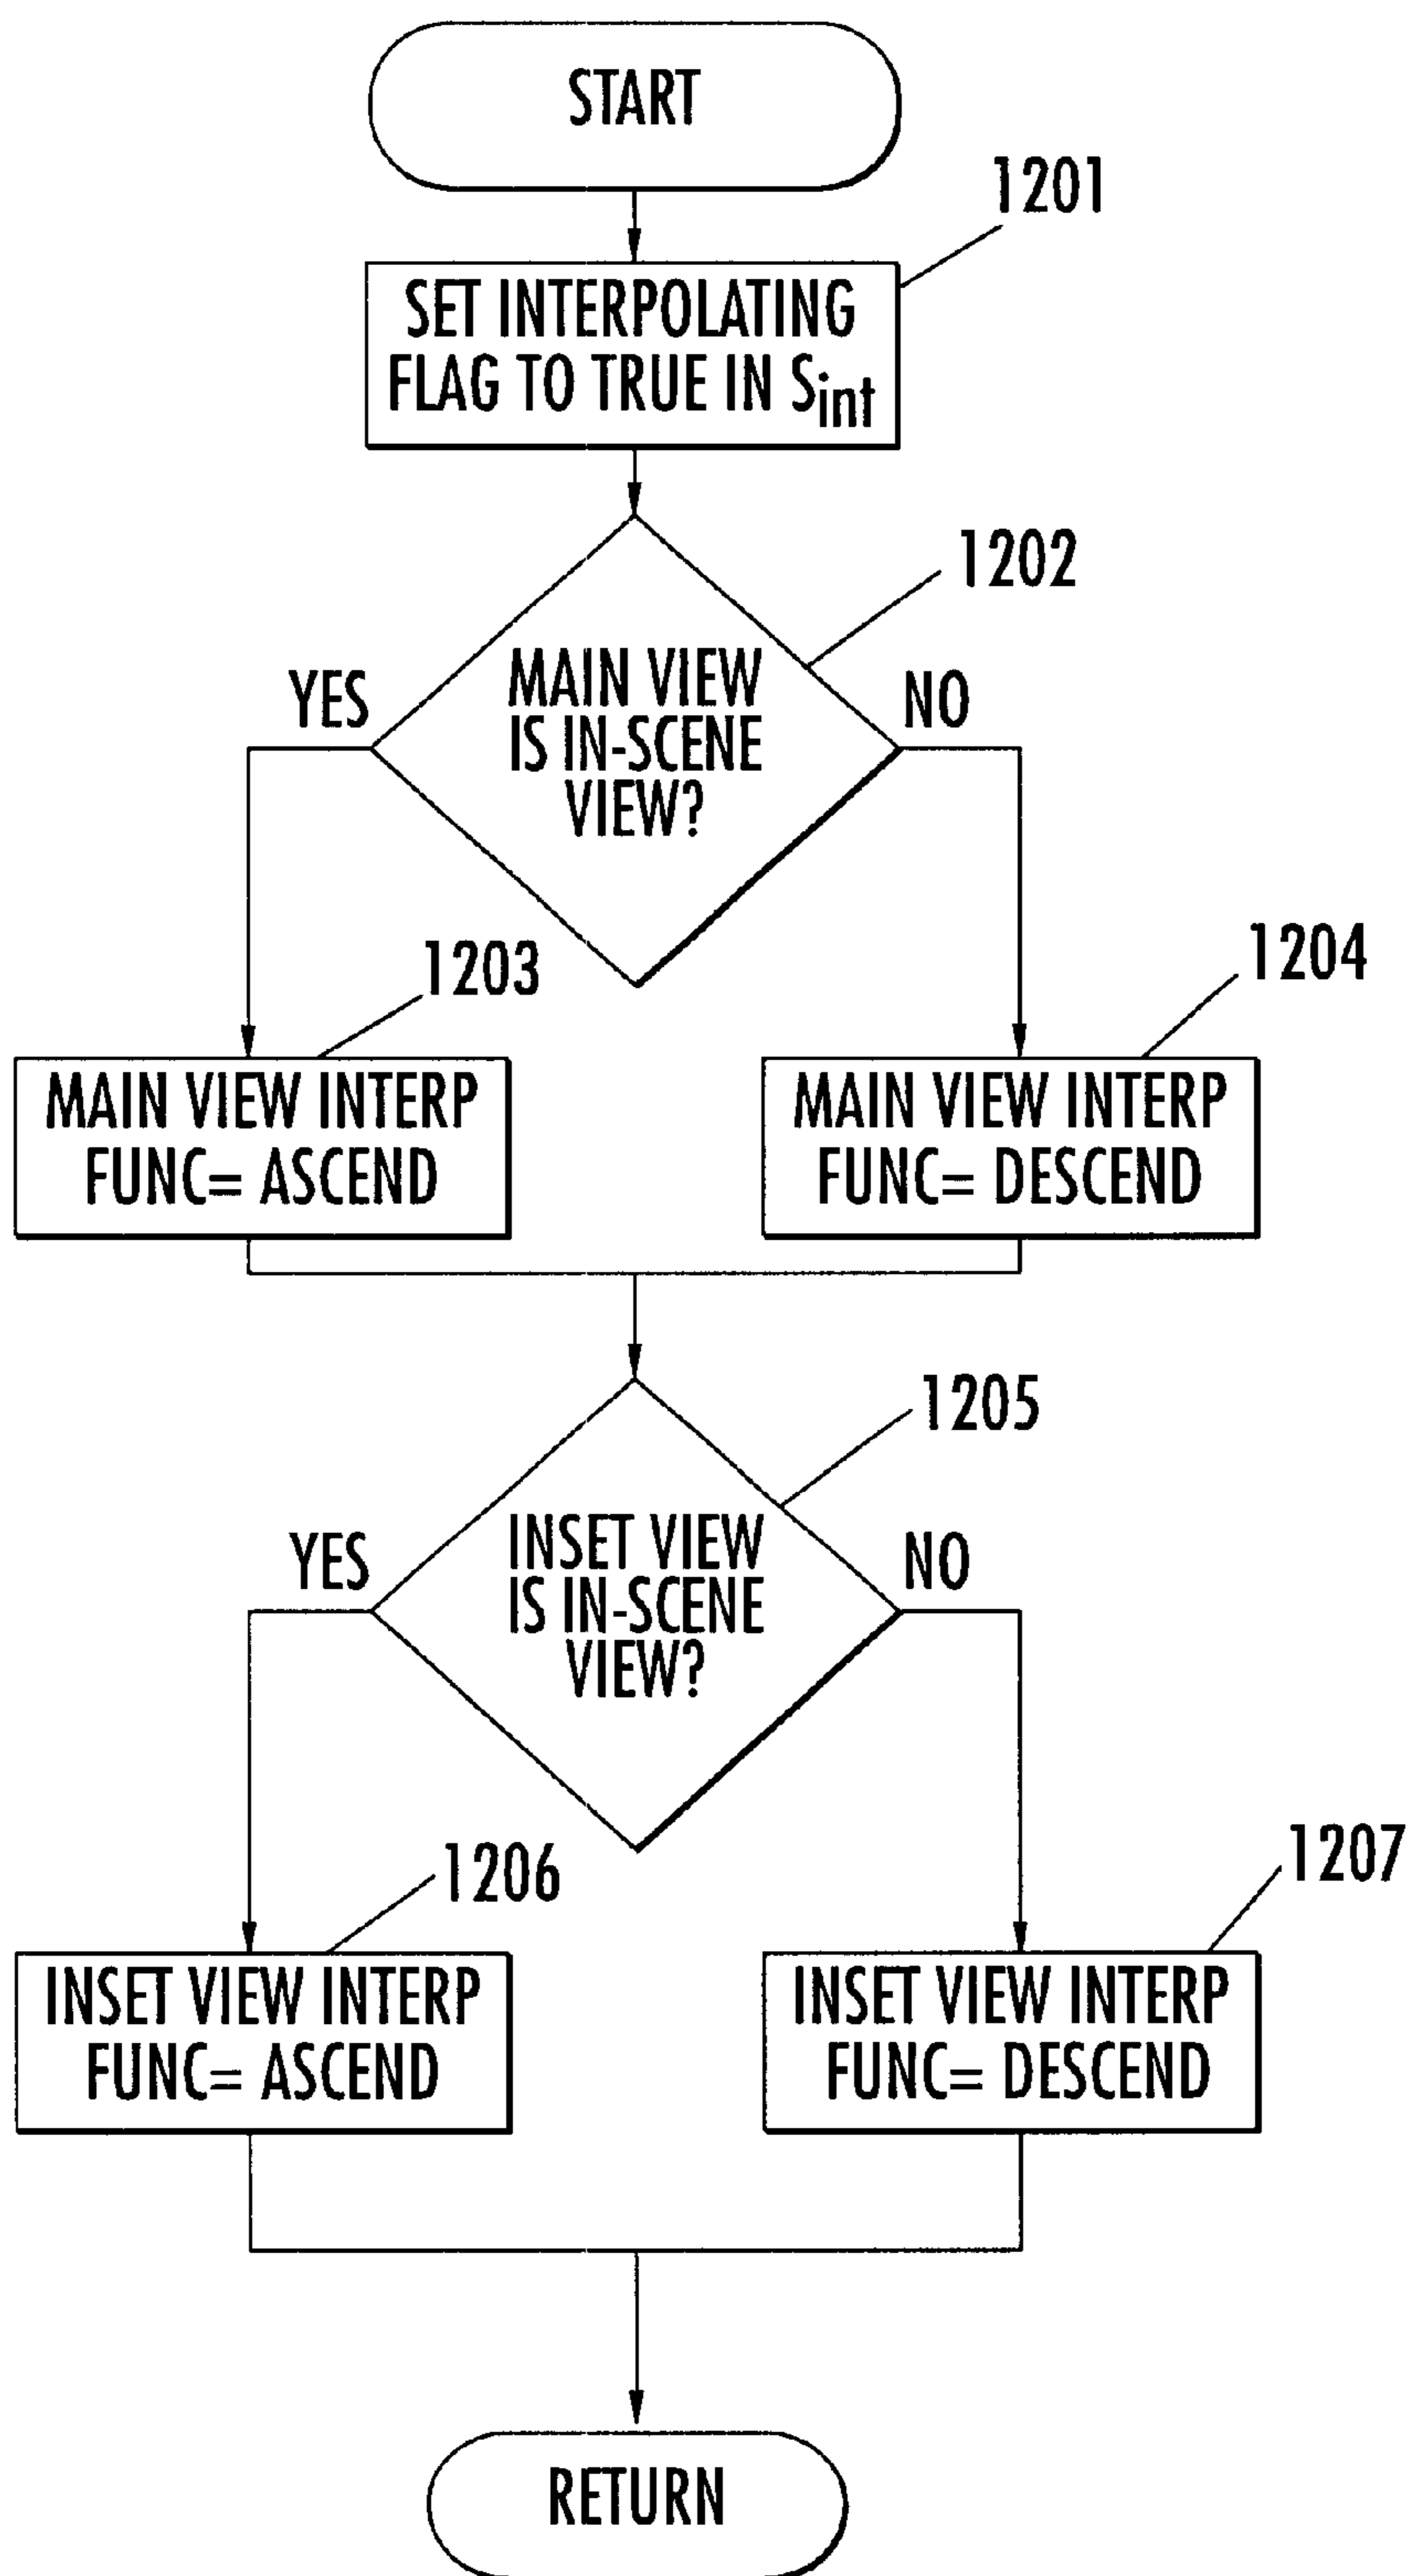 START
1201
SET INTERPOLATING
FLAG TO TRUE IN Sint
1202
YES
MAIN VIEW
IS IN-SCENE
VIEW?
NO
1203
1204
MAIN VIEW INTERP
FUNC= ASCEND
MAIN VIEW INTERP
FUNC= DESCEND
1205
YES
INSET VIEW
IS IN-SCENE
VIEW?
NO
1206
1207
INSET VIEW INTERP
FUNC= ASCEND
INSET VIEW INTERP
FUNC= DESCEND
RETURN